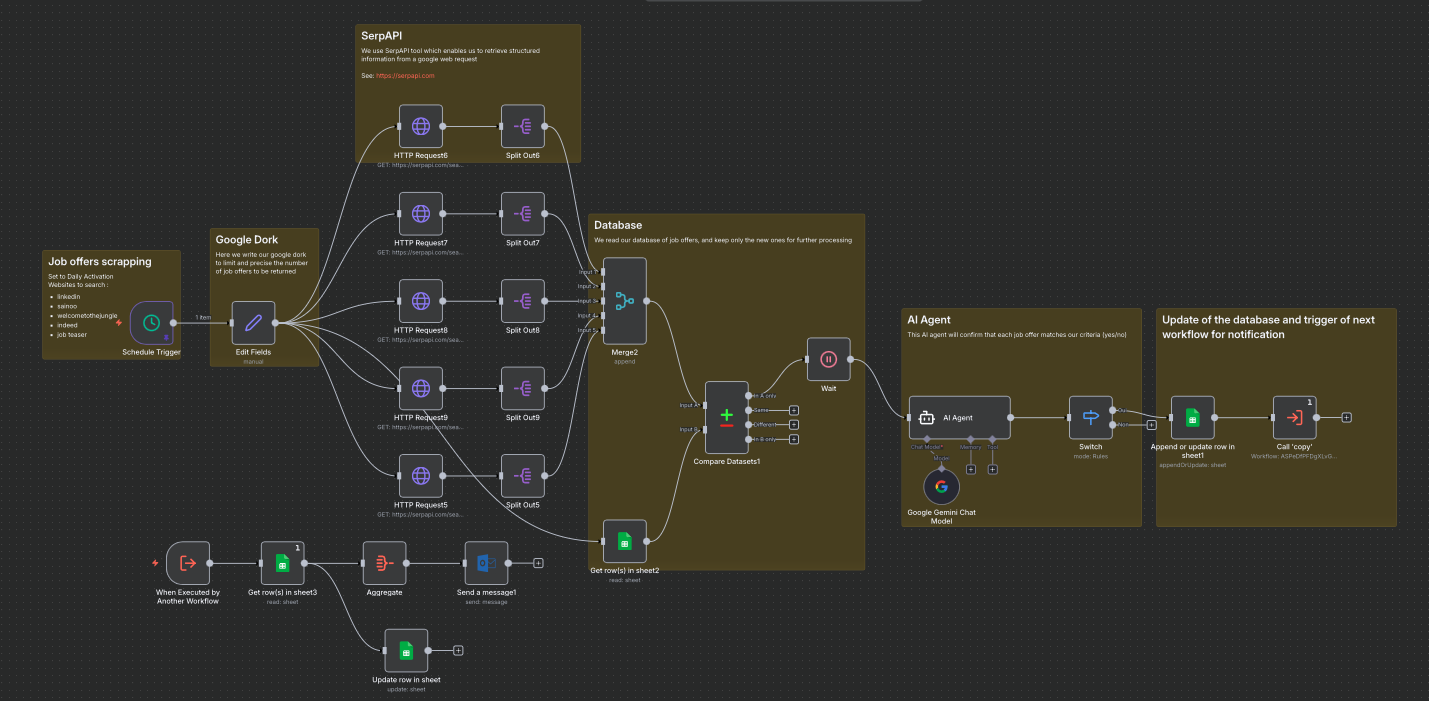 SerpAPI
We use SerpAPI tool which enables us to retrieve structured
information from a google web request
See: https://serpapi.com
HTTP Request6
GET: https://serpapi.com/sea...
Split Out6
HTTP Request7
GET: https://serpapi.com/sea...
Split Out7
Job offers scrapping
Set to Daily Activation
Websites to search :
linkedin
sainoo
welcometothejungle
indeed
job teaser
Schedule Trigger
1 item
Google Dork
Here we write our google dork
to limit and precise the number
of job offers to be returned
Edit Fields
manual
HTTP Request8
GET: https://serpapi.com/sea...
Split Out8
HTTP Request9
GET: https://serpapi.com/sea...
Split Out9
HTTP Request5
GET: https://serpapi.com/sea...
Split Out5
Database
We read our database of job offers, and keep only the new ones for further processing
Input 1
Input 2
Input 3
Input 4
Input 5
Merge2
append
Input A
Input B
In A only
Same
Different
In B only
Compare Datasets1
Wait
Get row(s) in sheet2
read: sheet
AI Agent
This AI agent will confirm that each job offer matches our criteria (yes/no)
AI Agent
Chat Model*
Memory
Tool
Model
Google Gemini Chat
Model
Oui
Non
Switch
mode: Rules
Update of the database and trigger of next
workflow for notification
Append or update row in
sheet1
appendOrUpdate: sheet
1
Call 'copy'
When Executed by
Another Workflow
1
Get row(s) in sheet3
read: sheet
Aggregate
Send a message1
send: message
Update row in sheet
update: sheet